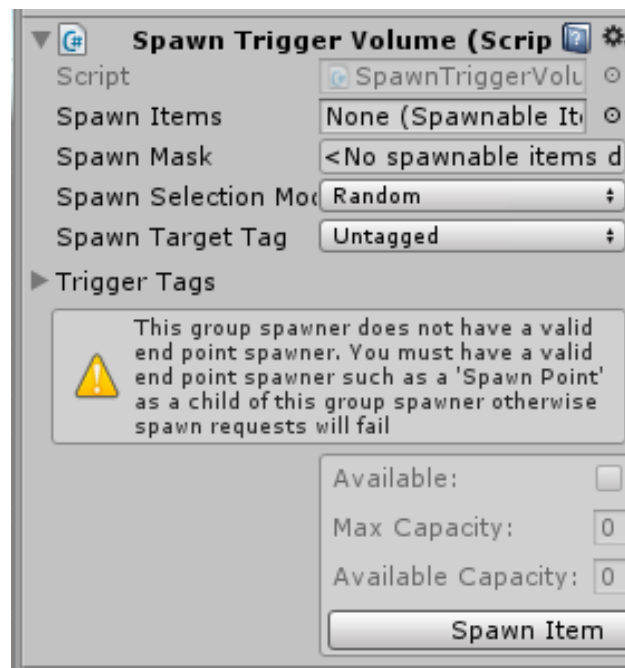 Spawn Trigger Volume (Scrip
Script SpawnTriggerVolu
Spawn Items None (Spawnable Ite
Spawn Mask <No spawnable items d
Spawn Selection Mod Random
Spawn Target Tag Untagged
Trigger Tags
This group spawner does not have a valid
end point spawner. You must have a valid
end point spawner such as a 'Spawn Point'
as a child of this group spawner otherwise
spawn requests will fail
Available:
Max Capacity: 0
Available Capacity: 0
Spawn Item